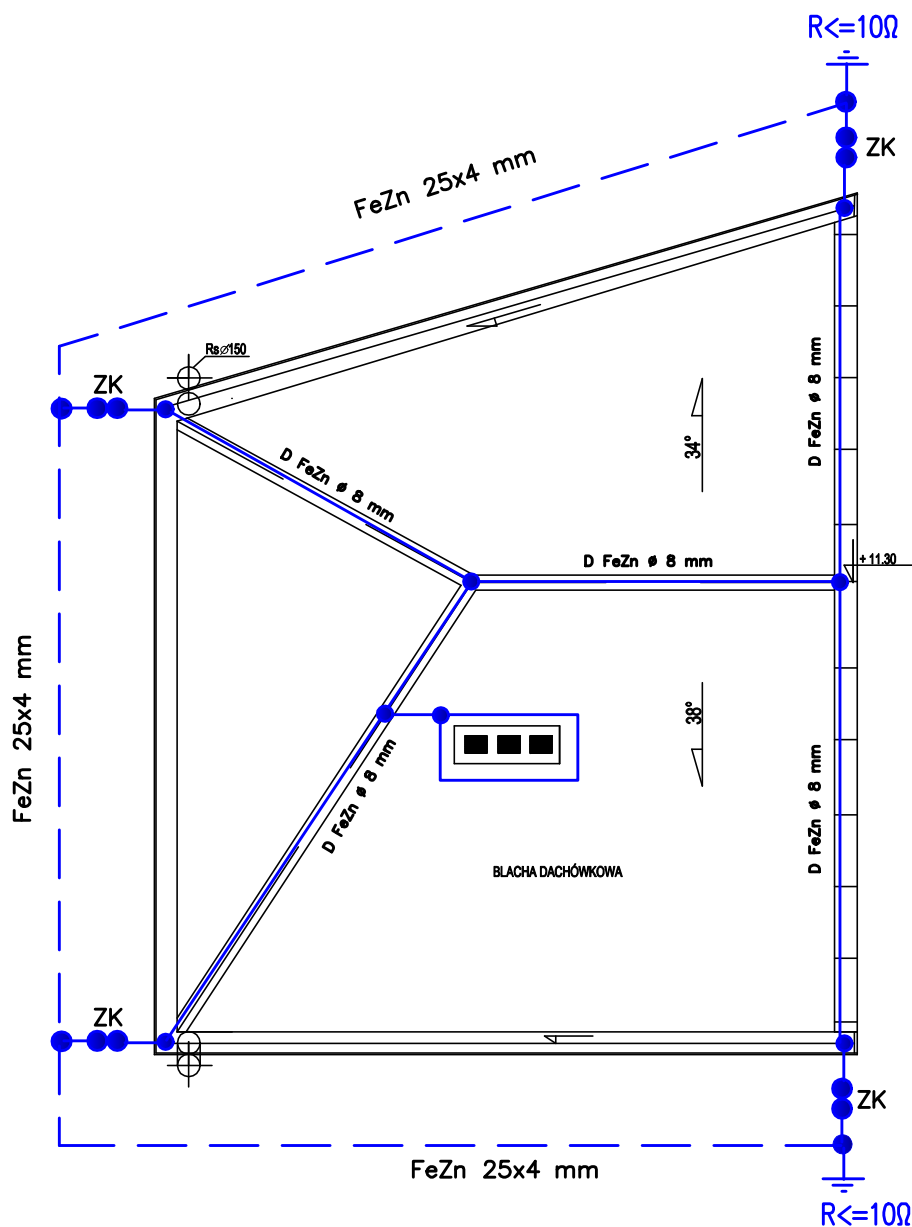 R<=10Ω
ZK
FeZn 25x4 mm
Rsø150
ZK
D FeZn ø 8 mm
D FeZn ø 8 mm
34°
D FeZn ø 8 mm
+ 11.30
FeZn 25x4 mm
38°
D FeZn ø 8 mm
D FeZn ø 8 mm
BLACHA DACHÓWKOWA
ZK
ZK
FeZn 25x4 mm
R<=10Ω